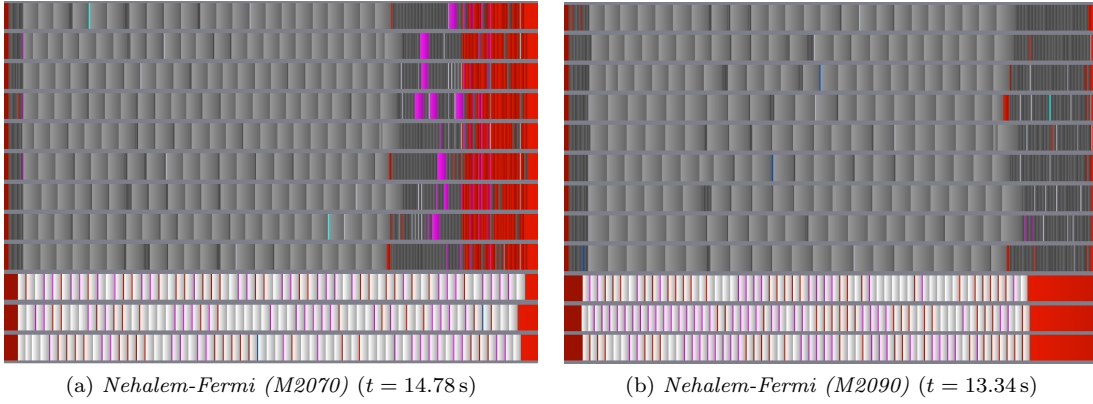 (a) Nehalem-Fermi (M2070) (t = 14.78 s)
(b) Nehalem-Fermi (M2090) (t = 13.34 s)